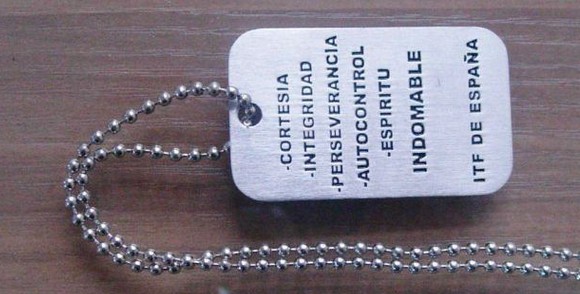 -CORTESIA
-INTEGRIDAD
-PERSEVERANCIA
-AUTOCONTROL
-ESPIRITU
INDOMABLE
ITF DE ESPAÑA